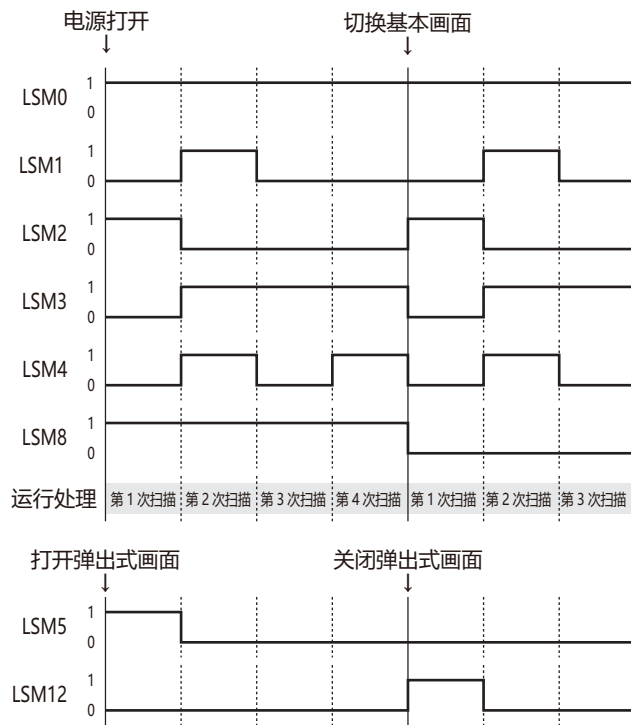 电源打开 切换基本画面
↓ ↓
LSM0 1
0
LSM1 1
0
LSM2 1
0
LSM3 1
0
LSM4 1
0
LSM8 1
0
运行处理 第1次扫描 第2次扫描 第3次扫描 第4次扫描 第1次扫描 第2次扫描 第3次扫描
打开弹出式画面 关闭弹出式画面
↓ ↓
LSM5 1
0
LSM12 1
0